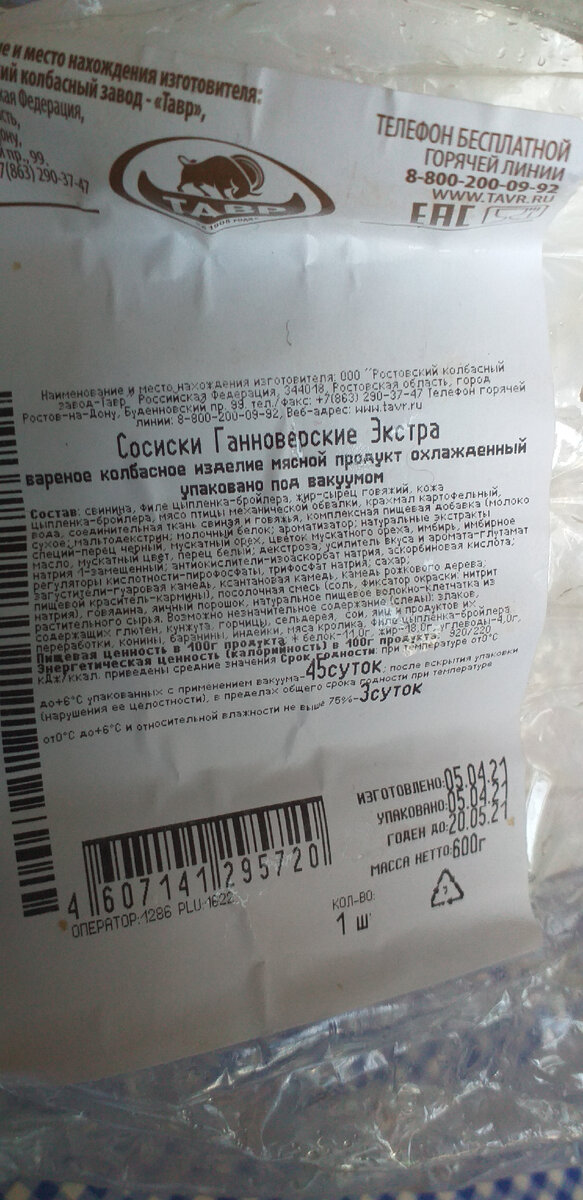 е и место нахождения изготовителя:
ий колбасный завод - «Тавр»,
кая Федерация,
сть,
ону,
пр., 99,
7(863) 290-37-47
ТАВР
С 1908 ГОДА
ТЕЛЕФОН БЕСПЛАТНОЙ
ГОРЯЧЕЙ ЛИНИИ
8-800-200-09-92
WWW.TAVR.RU
EAC
Наименование и место нахождения изготовителя: ООО "Ростовский колбасный
завод-Тавр", Российская Федерация, 344018, Ростовская область, город
Ростов-на-Дону, Буденновский пр. 99, тел./факс: +7(863) 290-37-47 Телефон горячей
линии: 8-800-200-09-92, Веб-адрес: www.tavr.ru
Сосиски Ганноверские Экстра
вареное колбасное изделие мясной продукт охлажденный
упаковано под вакуумом
Состав: свинина, филе цыпленка-бройлера, жир-сырец говяжий, кожа
цыпленка-бройлера, мясо птицы механической обвалки, крахмал картофельный,
вода, соединительная ткань свиная и говяжья, комплексная пищевая добавка (молоко
сухое; мальтодекстрин; молочный белок; ароматизатор; натуральные экстракты
специй-перец черный, мускатный орех, цветок мускатного ореха, имбирь, имбирное
масло, мускатный цвет, перец белый; декстроза, усилитель вкуса и аромата-глутамат
натрия 1-замещенный; антиокислители-изоаскорбат натрия, аскорбиновая кислота;
регуляторы кислотности-пирофосфаты, трифосфат натрия; сахар;
загустители-гуаровая камедь, ксантановая камедь, камедь рожкового дерева;
пищевой краситель-кармины), посолочная смесь (соль, фиксатор окраски: нитрит
натрия), говядина, яичный порошок, натуральное пищевое волокно-клетчатка из
растительного сырья. Возможно незначительное содержание (следы): злаков,
содержащих глютен, кунжута, горчицы, сельдерея, сои, яиц и продуктов их
переработки, конины, баранины, индейки, мяса кролика, филе цыпленка-бройлера.
Пищевая ценность в 100г продукта: белок-11.0г, жир-18.0г, углеводы-4,0г,
Энергетическая ценность (калорийность) в 100г продукта: 920/220
кДж/ккал. приведены средние значения Срок годности: при температуре от0°С
до+6°С упакованных с применением вакуума-45суток; после вскрытия упаковки
(нарушения ее целостности), в пределах общего срока годности при температуре
от0°С до+6°С и относительной влажности не выше 75%-3суток
ИЗГОТОВЛЕНО:05.04.21
УПАКОВАНО:05.04.21
ГОДЕН ДО:20.05.21
МАССА НЕТТО:600г
4 607141 295720
ОПЕРАТОР:1286 PLU:1622
КОЛ-ВО:
1 ш
7